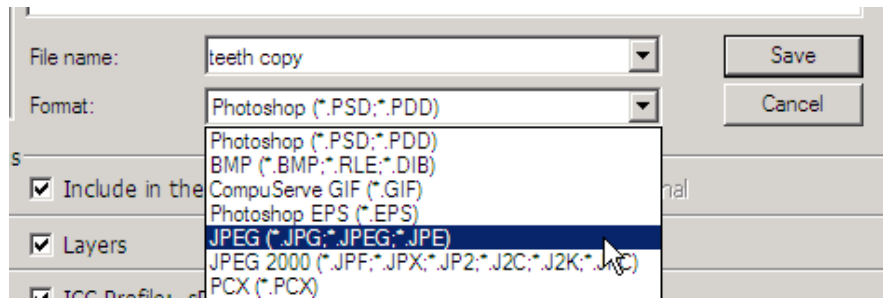 File name:
teeth copy
Save
Format:
Photoshop (*.PSD;*.PDD)
Cancel
Photoshop (*.PSD;*.PDD)
BMP (*.BMP;*.RLE;*.DIB)
Include in the
CompuServe GIF (*.GIF)
Photoshop EPS (*.EPS)
JPEG (*.JPG;*.JPEG;*.JPE)
Layers
JPEG 2000 (*.JPF;*.JPX;*.JP2;*.J2C;*.J2K;
PCX (*.PCX)
ICC Profile: